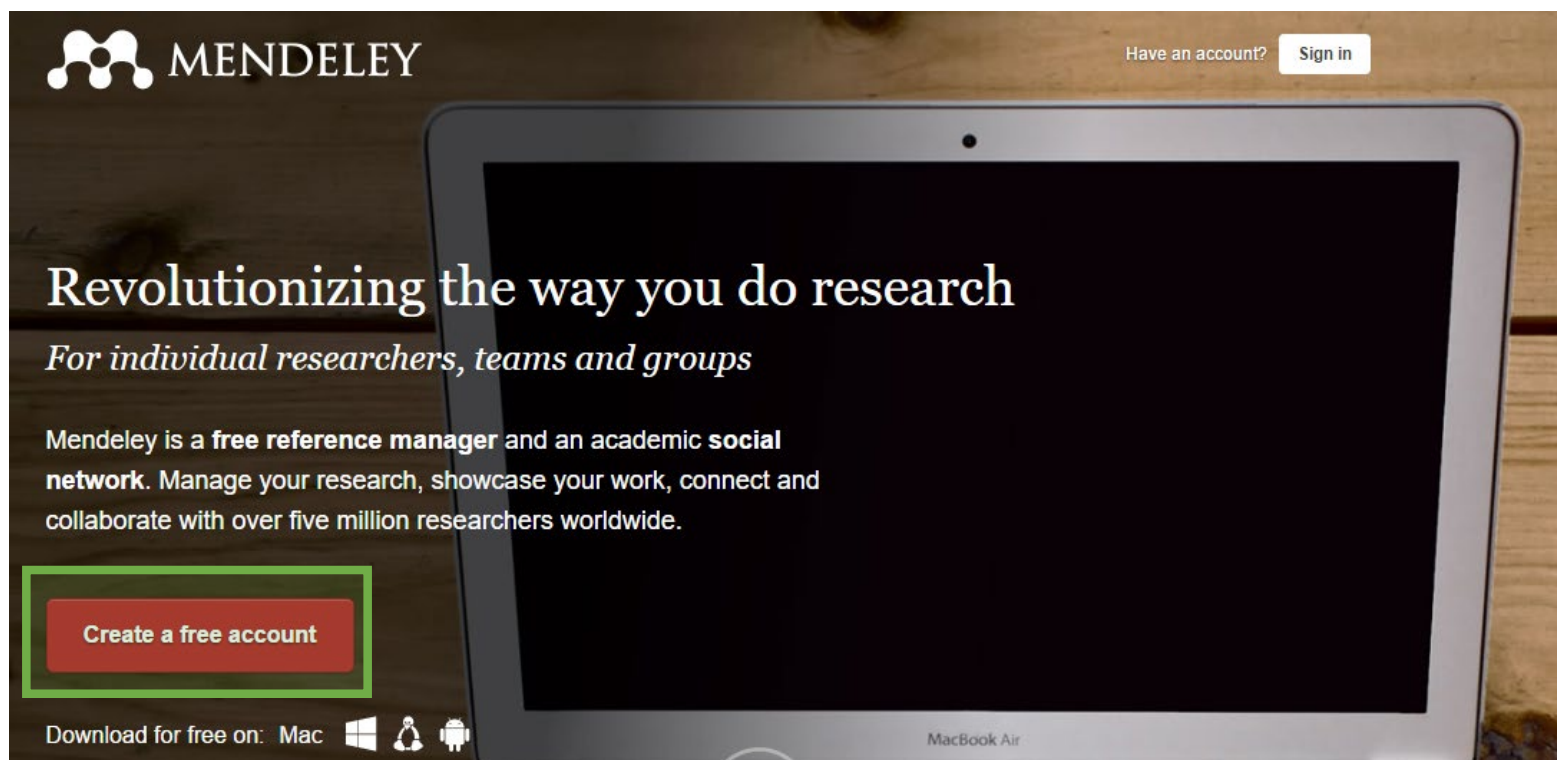 MENDELEY
Have an account? Sign in
Revolutionizing the way you do research
For individual researchers, teams and groups
Mendeley is a free reference manager and an academic social
network. Manage your research, showcase your work, connect and
collaborate with over five million researchers worldwide.
Create a free account
Download for free on: Mac
MacBook Air